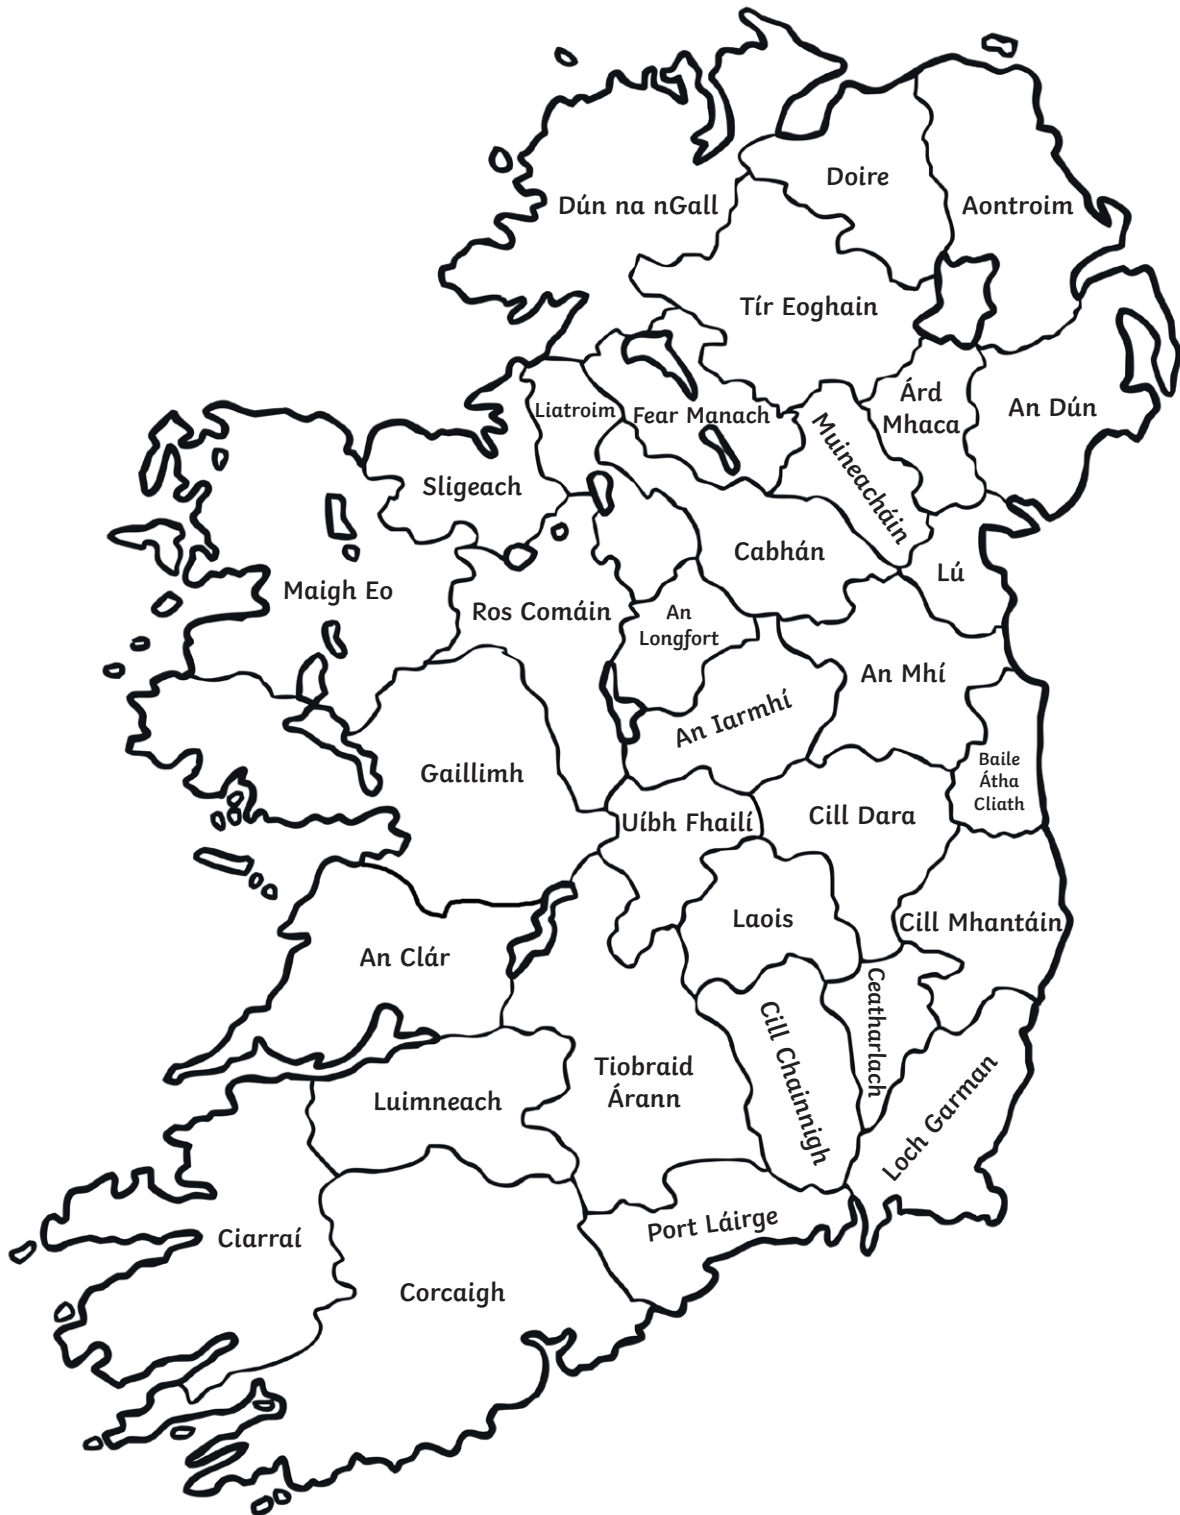 Doire
Dún na nGall
Aontroim
Tír Eoghain
Árd
Mhaca
An Dún
Liatroim
Fear Manach
Muineacháin
Sligeach
Cabhán
Lú
Maigh Eo
Ros Comáin
An
Longfort
An Mhí
An Iarmhí
Gaillimh
Baile
Átha
Cliath
Uíbh Fhailí
Cill Dara
Laois
Cill Mhantáin
An Clár
Ceatharlach
Cill Chainnigh
Tiobraid
Árann
Luimneach
Loch Garman
Port Láirge
Ciarraí
Corcaigh